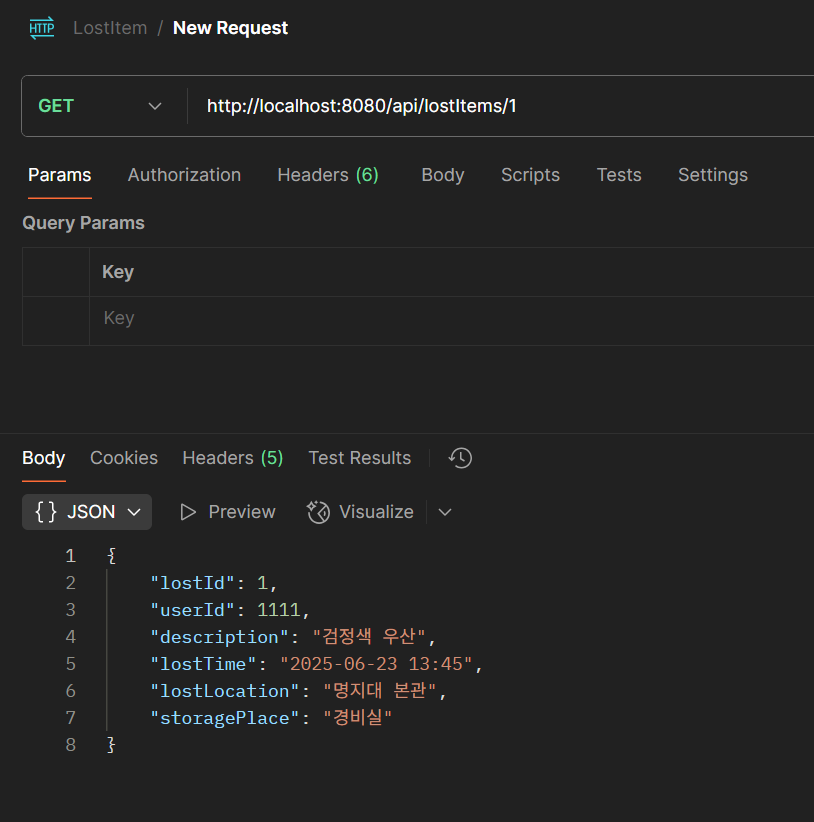 HTTP LostItem / New Request
GET http://localhost:8080/api/lostItems/1
Params Authorization Headers (6) Body Scripts Tests Settings
Query Params
Key
Key
Body Cookies Headers (5) Test Results
{} JSON Preview Visualize
1 {
2 "lostId": 1,
3 "userId": 1111,
4 "description": "검정색 우산",
5 "lostTime": "2025-06-23 13:45",
6 "lostLocation": "명지대 본관",
7 "storagePlace": "경비실"
8 }